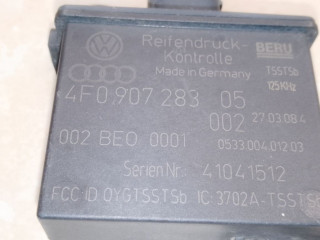 Reifendruck-
Kontrolle
BERU
Made in Germany
TSSTSb
125KHz
4F0.907 283 05
002 27.03.08 4
002 BEO 0001 0533.004.012.03
Serien Nr. 41041512
FCC iD OYGTSSTSb IC:3702A-TSSTSb